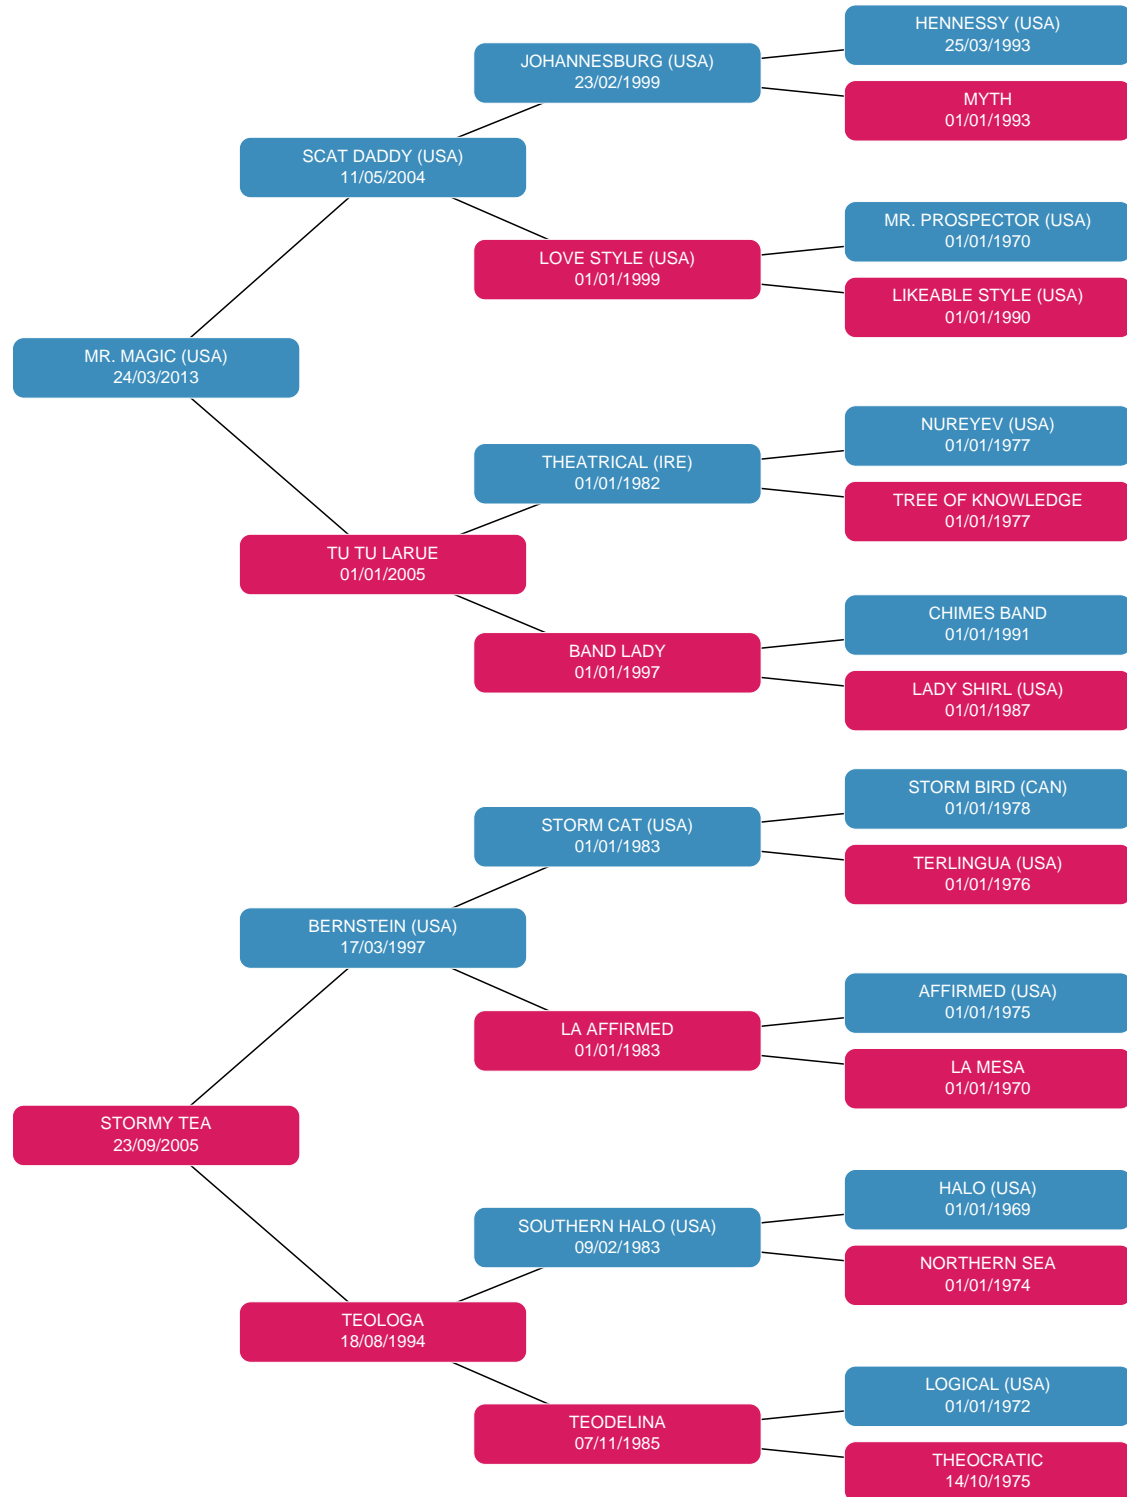 HENNESSY (USA)
25/03/1993
JOHANNESBURG (USA)
23/02/1999
MYTH
01/01/1993
SCAT DADDY (USA)
11/05/2004
MR. PROSPECTOR (USA)
01/01/1970
LOVE STYLE (USA)
01/01/1999
LIKEABLE STYLE (USA)
01/01/1990
MR. MAGIC (USA)
24/03/2013
NUREYEV (USA)
01/01/1977
THEATRICAL (IRE)
01/01/1982
TREE OF KNOWLEDGE
01/01/1977
TU TU LARUE
01/01/2005
CHIMES BAND
01/01/1991
BAND LADY
01/01/1997
LADY SHIRL (USA)
01/01/1987
STORM BIRD (CAN)
01/01/1978
STORM CAT (USA)
01/01/1983
TERLINGUA (USA)
01/01/1976
BERNSTEIN (USA)
17/03/1997
AFFIRMED (USA)
01/01/1975
LA AFFIRMED
01/01/1983
LA MESA
01/01/1970
STORMY TEA
23/09/2005
HALO (USA)
01/01/1969
SOUTHERN HALO (USA)
09/02/1983
NORTHERN SEA
01/01/1974
TEOLOGA
18/08/1994
LOGICAL (USA)
01/01/1972
TEODELINA
07/11/1985
THEOCRATIC
14/10/1975